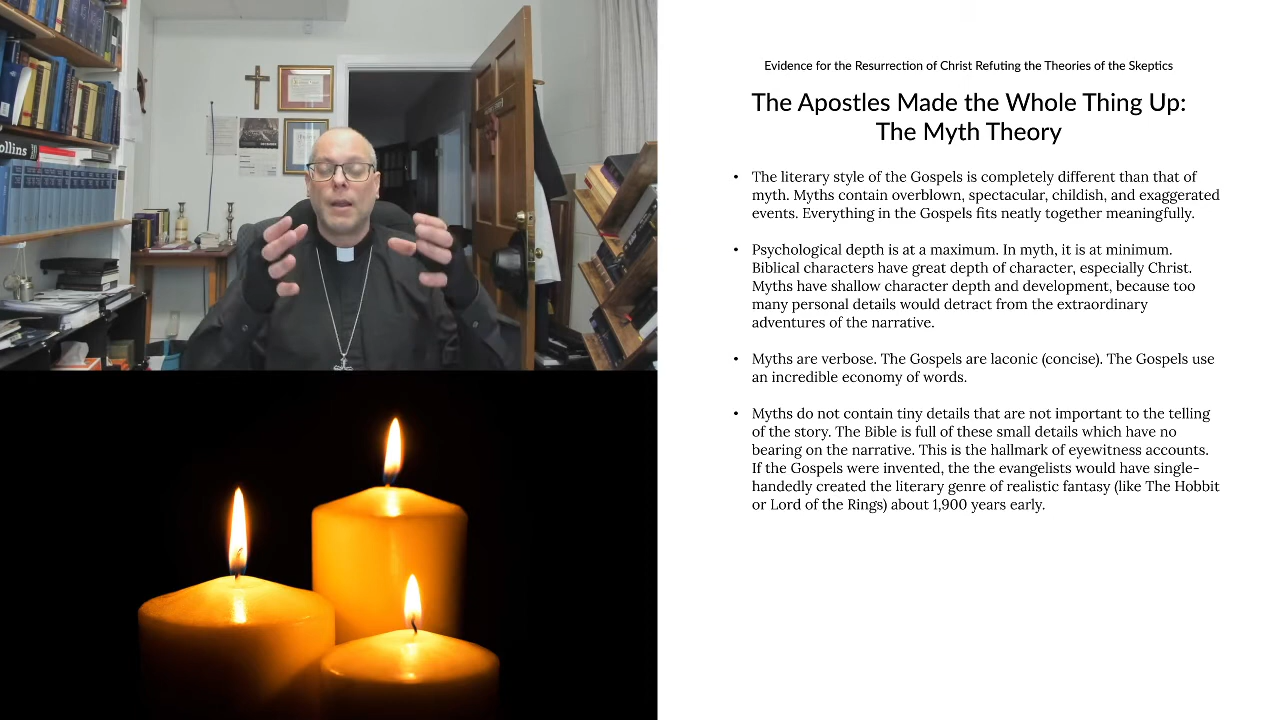 ollins
Evidence for the Resurrection of Christ Refuting the Theories of the Skeptics
The Apostles Made the Whole Thing Up:
The Myth Theory
• The literary style of the Gospels is completely different than that of
myth. Myths contain overblown, spectacular, childish, and exaggerated
events. Everything in the Gospels fits neatly together meaningfully.
• Psychological depth is at a maximum. In myth, it is at minimum.
Biblical characters have great depth of character, especially Christ.
Myths have shallow character depth and development, because too
many personal details would detract from the extraordinary
adventures of the narrative.
• Myths are verbose. The Gospels are laconic (concise). The Gospels use
an incredible economy of words.
• Myths do not contain tiny details that are not important to the telling
of the story. The Bible is full of these small details which have no
bearing on the narrative. This is the hallmark of eyewitness accounts.
If the Gospels were invented, the the evangelists would have single-
handedly created the literary genre of realistic fantasy (like The Hobbit
or Lord of the Rings) about 1,900 years early.